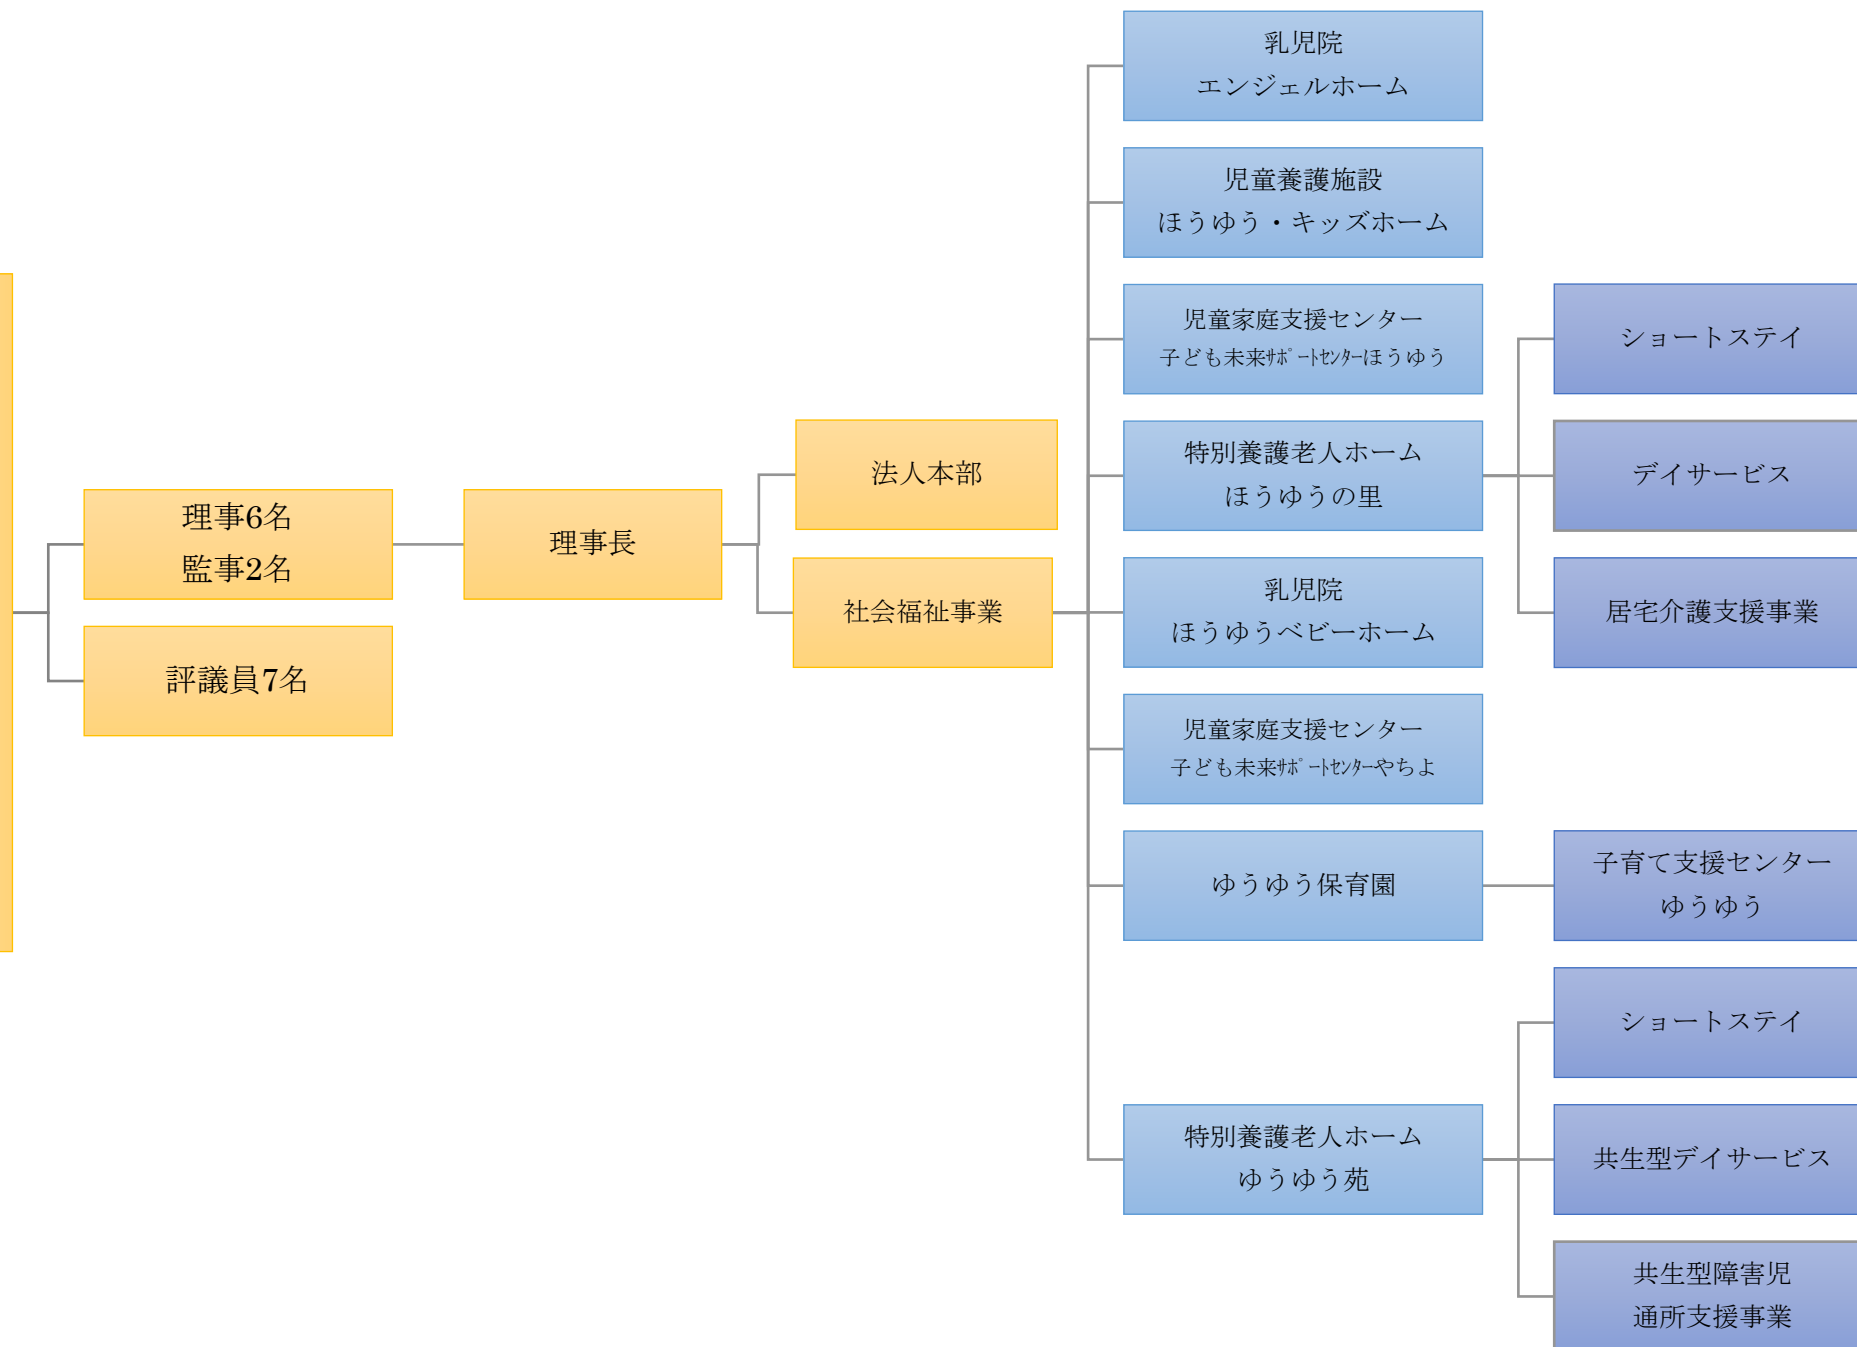 理事6名
監事2名
評議員7名
理事長
法人本部
社会福祉事業
乳児院
エンジェルホーム
児童養護施設
ほうゆう・キッズホーム
児童家庭支援センター
子ども未来ｻﾎﾟｰﾄｾﾝﾀｰほうゆう
特別養護老人ホーム
ほうゆうの里
ショートステイ
デイサービス
居宅介護支援事業
乳児院
ほうゆうベビーホーム
児童家庭支援センター
子ども未来ｻﾎﾟｰﾄｾﾝﾀｰやちよ
ゆうゆう保育園
子育て支援センター
ゆうゆう
特別養護老人ホーム
ゆうゆう苑
ショートステイ
共生型デイサービス
共生型障害児
通所支援事業